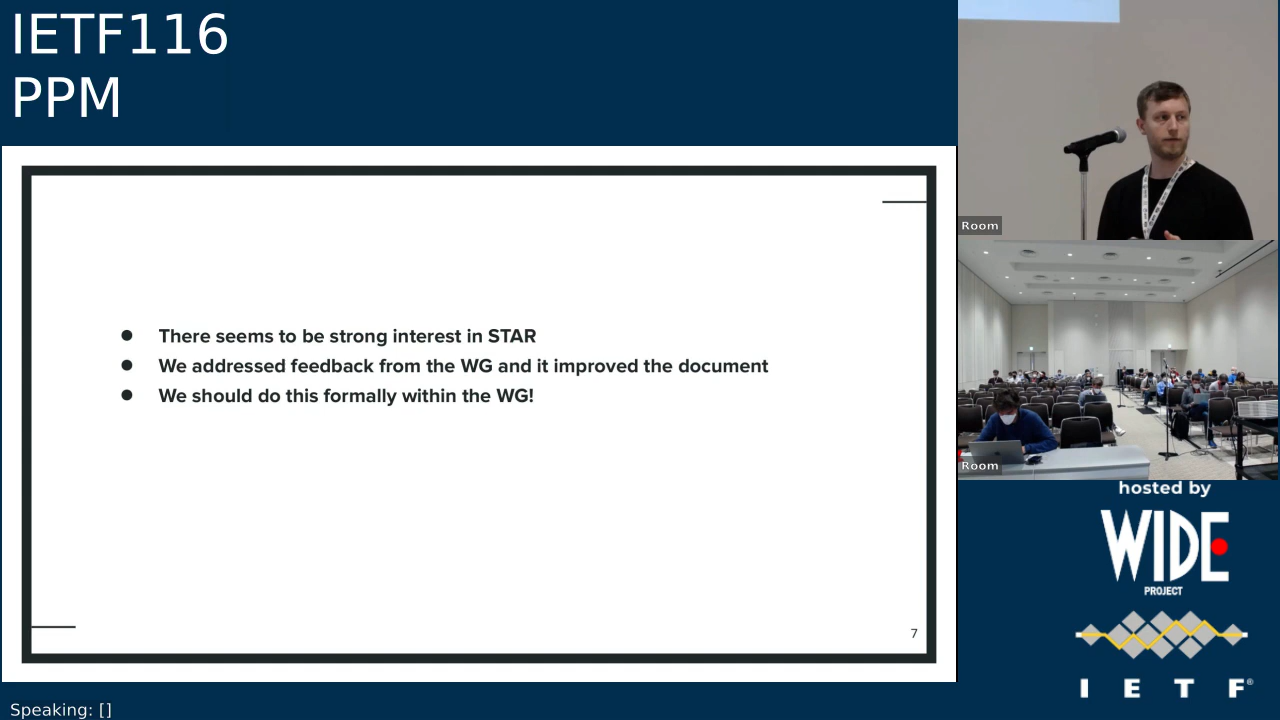 IETF116
PPM
There seems to be strong interest in STAR
We addressed feedback from the WG and it improved the document
We should do this formally within the WG!
7
Room
Room
hosted by
WIDE
PROJECT
I E T F®
Speaking: []